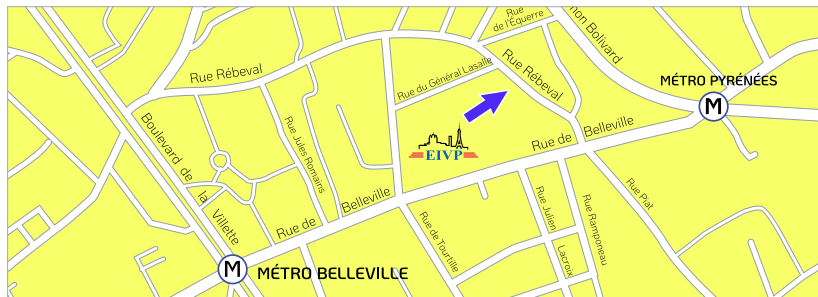 Rue
de l'Équerre
mon Bolivard
Rue Rébeval
Rue Rébeval
Rue du Général Lasalle
MÉTRO PYRÉNÉES
M
Boulevard de la Villette
Rue Jules Romains
EIVP
Rue de Belleville
Rue de Belleville
Rue de Tourtille
Rue Julien
Lacroix
Rue Ramponeau
Rue Piat
M
MÉTRO BELLEVILLE